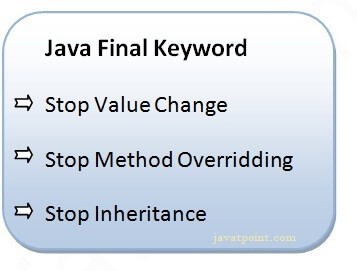 Java Final Keyword
Stop Value Change
Stop Method Overridding
Stop Inheritance
javatpoint.com